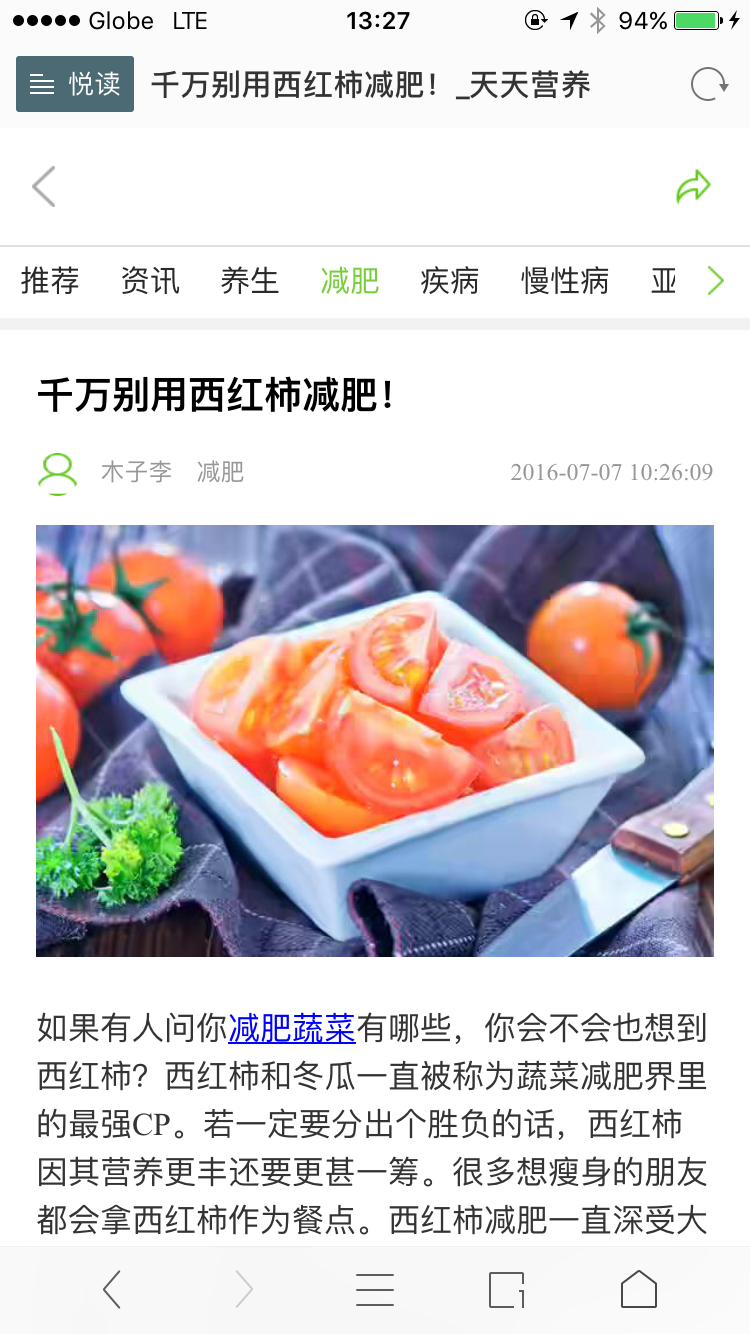 Globe LTE 13:27 94%
悦读 千万别用西红柿减肥！_天天营养
推荐 资讯 养生 减肥 疾病 慢性病 亚
千万别用西红柿减肥！
木子李 减肥 2016-07-07 10:26:09
如果有人问你减肥蔬菜有哪些，你会不会也想到
西红柿？西红柿和冬瓜一直被称为蔬菜减肥界里
的最强CP。若一定要分出个胜负的话，西红柿
因其营养更丰还要更甚一筹。很多想瘦身的朋友
都会拿西红柿作为餐点。西红柿减肥一直深受大
1